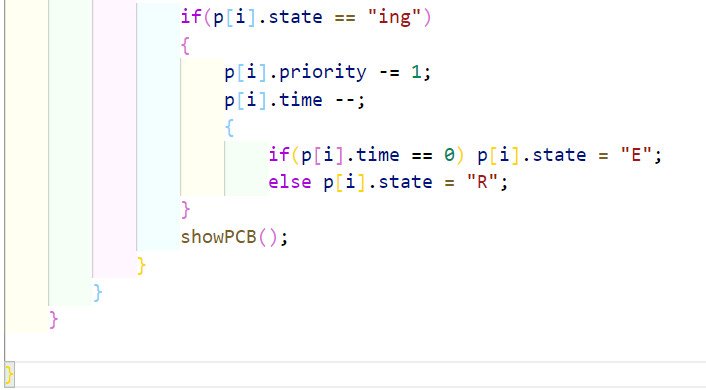 if(p[i].state == "ing")
{
p[i].priority -= 1;
p[i].time --;
{
if(p[i].time == 0) p[i].state = "E";
else p[i].state = "R";
}
showPCB();
}
}
}
}